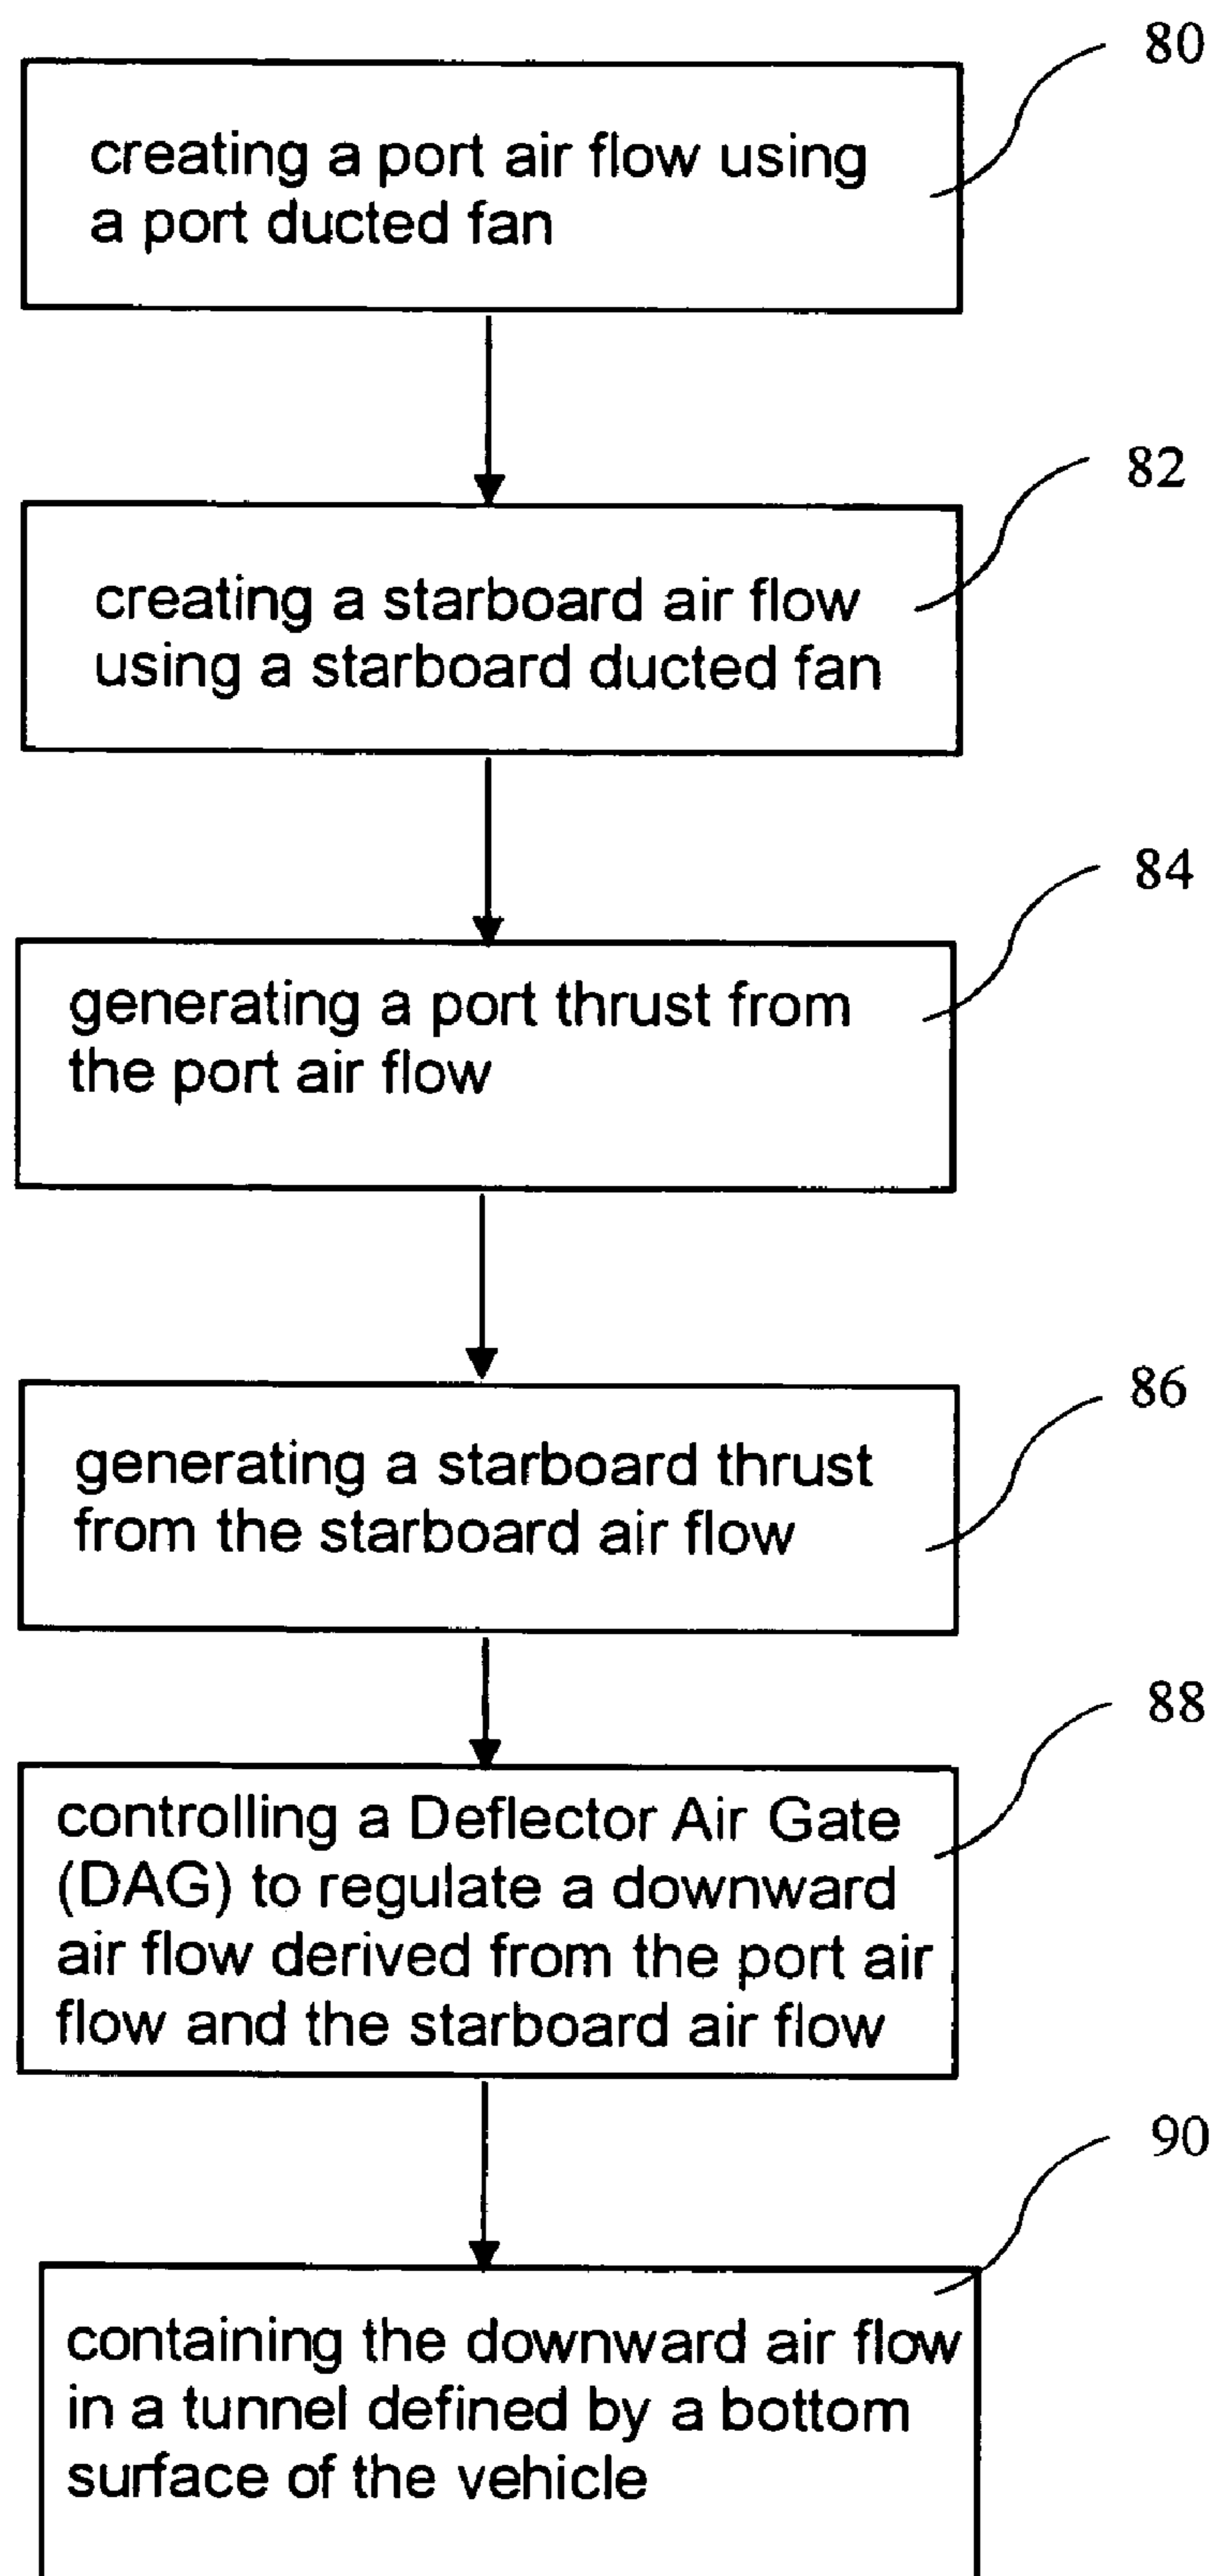 80
creating a port air flow using
a port ducted fan
82
creating a starboard air flow
using a starboard ducted fan
84
generating a port thrust from
the port air flow
86
generating a starboard thrust
from the starboard air flow
88
controlling a Deflector Air Gate
(DAG) to regulate a downward
air flow derived from the port air
flow and the starboard air flow
90
containing the downward air flow
in a tunnel defined by a bottom
surface of the vehicle